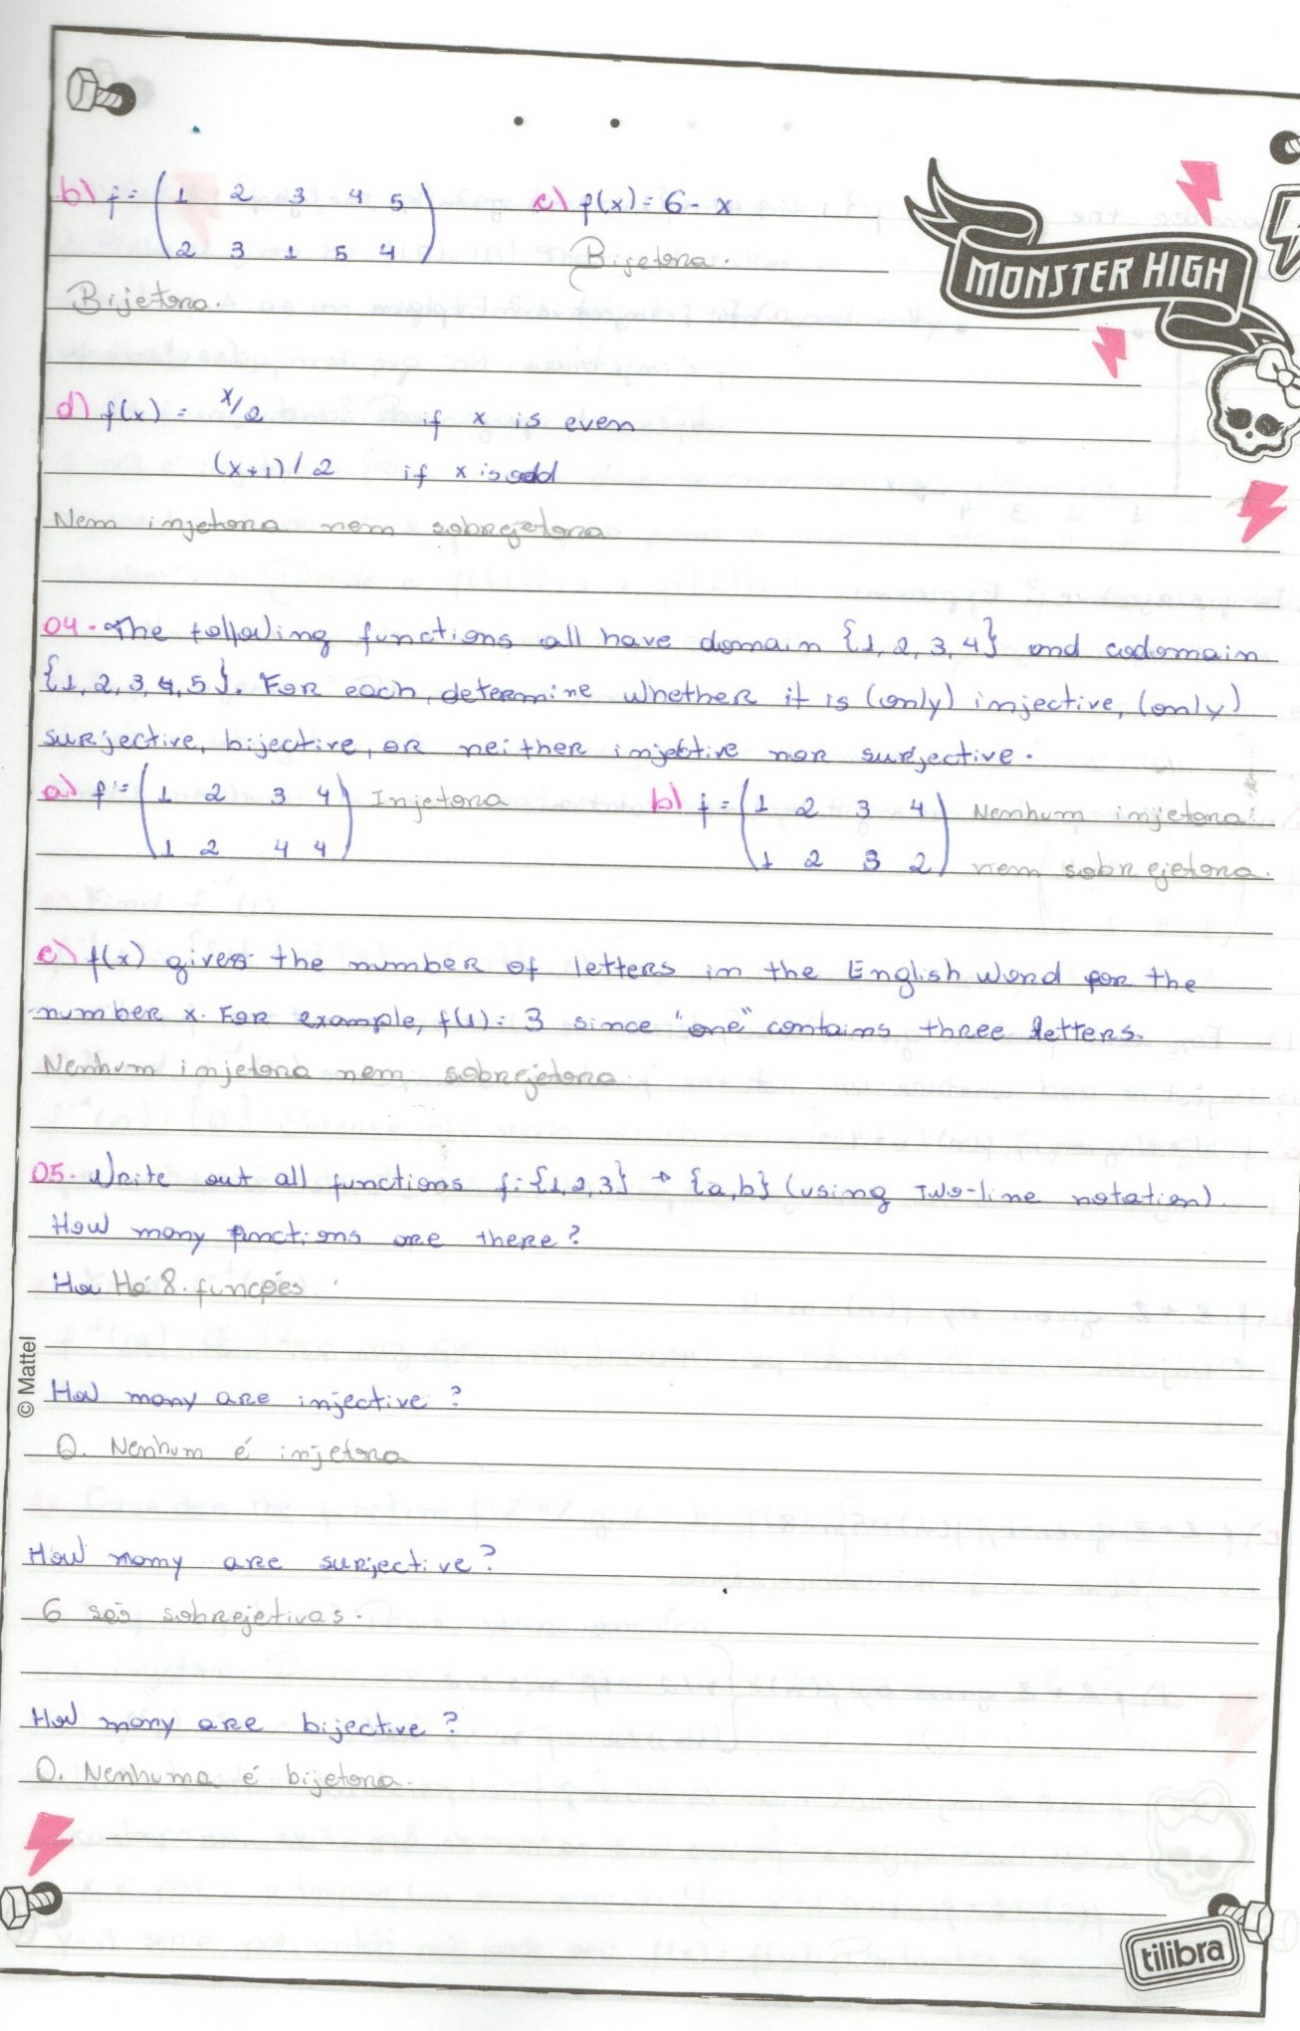 b) f = ( 1 2 3 4 5 ) c) f(x) = 6 - x
2 3 1 5 4
Bijetora.
Bijetora.
MONSTER HIGH
d) f(x) = x/2 if x is even
(x+1)/2 if x is odd
Nem injetora nem sobrejetora
04. The following functions all have domain {1, 2, 3, 4} and codomain
{1, 2, 3, 4, 5}. For each, determine whether it is (only) injective, (only)
surjective, bijective, or neither injective nor surjective.
a) f = ( 1 2 3 4 ) Injetora b) f = ( 1 2 3 4 ) Nenhum injetora
1 2 4 4 1 2 3 2 nem sobrejetora.
c) f(x) gives the number of letters in the English word for the
number x. For example, f(1) = 3 since "one" contains three letters.
Nenhum injetora nem sobrejetora.
05. Write out all functions f: {1,2,3} → {a,b} (using two-line notation).
How many functions are there?
Há 8. funções
How many are injective?
0. Nenhum é injetora
How many are surjective?
6 são sobrejetivas.
How many are bijective?
0. Nenhuma é bijetora.
© Mattel
tilibra